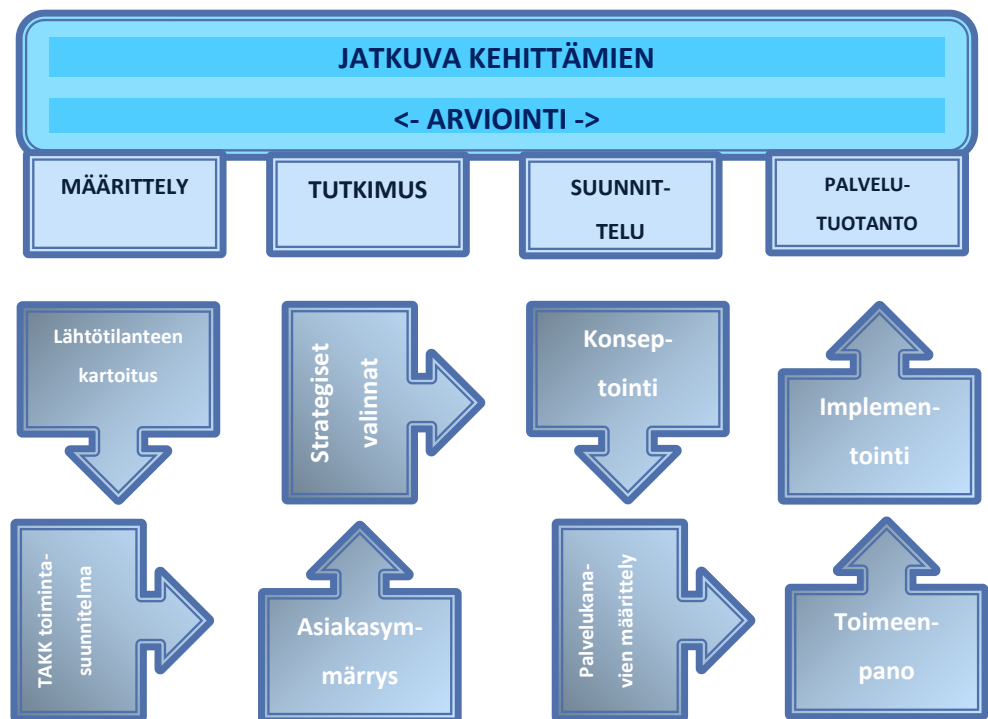 JATKUVA KEHITTÄMIEN
<- ARVIOINTI ->
MÄÄRITTELY
TUTKIMUS
SUUNNIT-
TELU
PALVELU-
TUOTANTO
Lähtötilanteen
kartoitus
Strategiset
valinnat
Konsep-
tointi
Implemen-
tointi
TAKK toiminta-
suunnitelma
Asiakasym-
märrys
Palvelukana-
vien määrittely
Toimeen-
pano